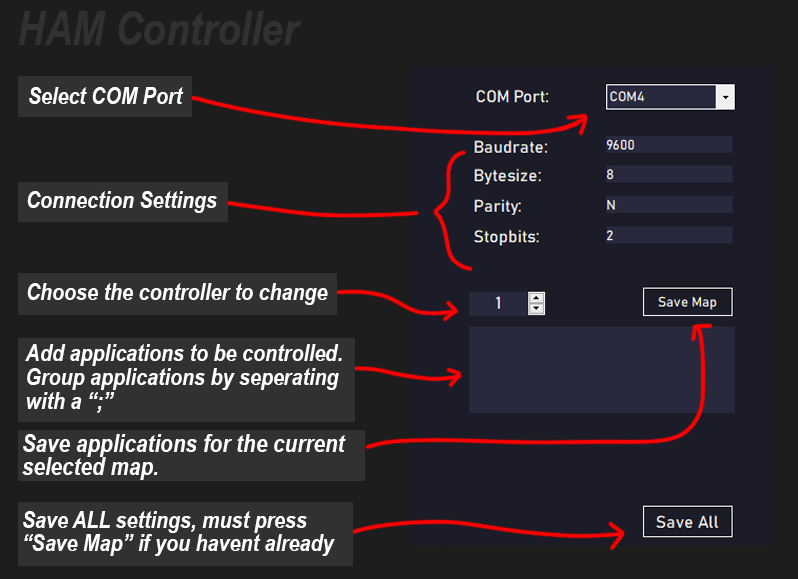 HAM Controller
Select COM Port
COM Port: COM4
Baudrate: 9600
Bytesize: 8
Connection Settings
Parity: N
Stopbits: 2
Choose the controller to change
1
Save Map
Add applications to be controlled.
Group applications by seperating
with a “;”
Save applications for the current
selected map.
Save ALL settings, must press
“Save Map” if you havent already
Save All